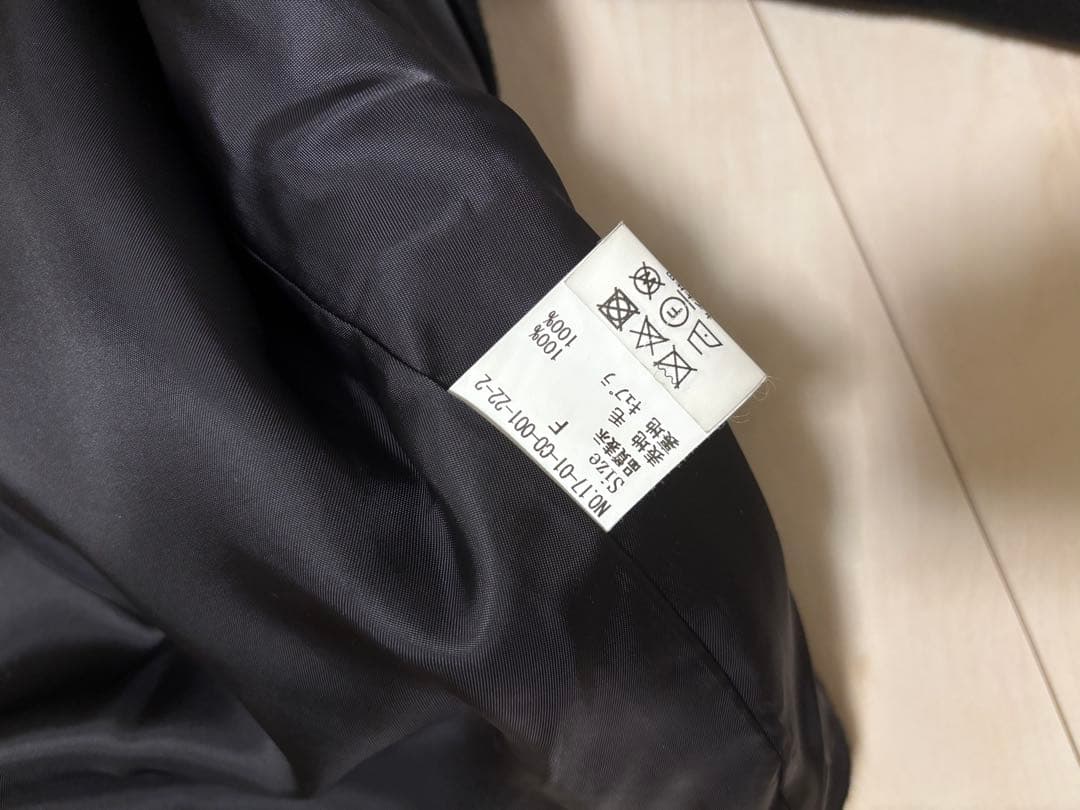 NO.17-01-CO-001-22-2
Size F
品質表示
表地 毛 100%
裏地 キュプラ 100%